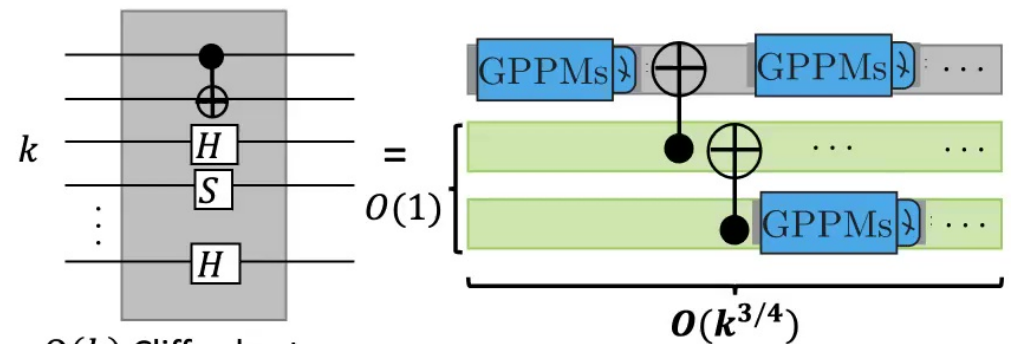 k
H
S
H
=
O(1)
GPPMs
GPPMs
GPPMs
O(k^{3/4})